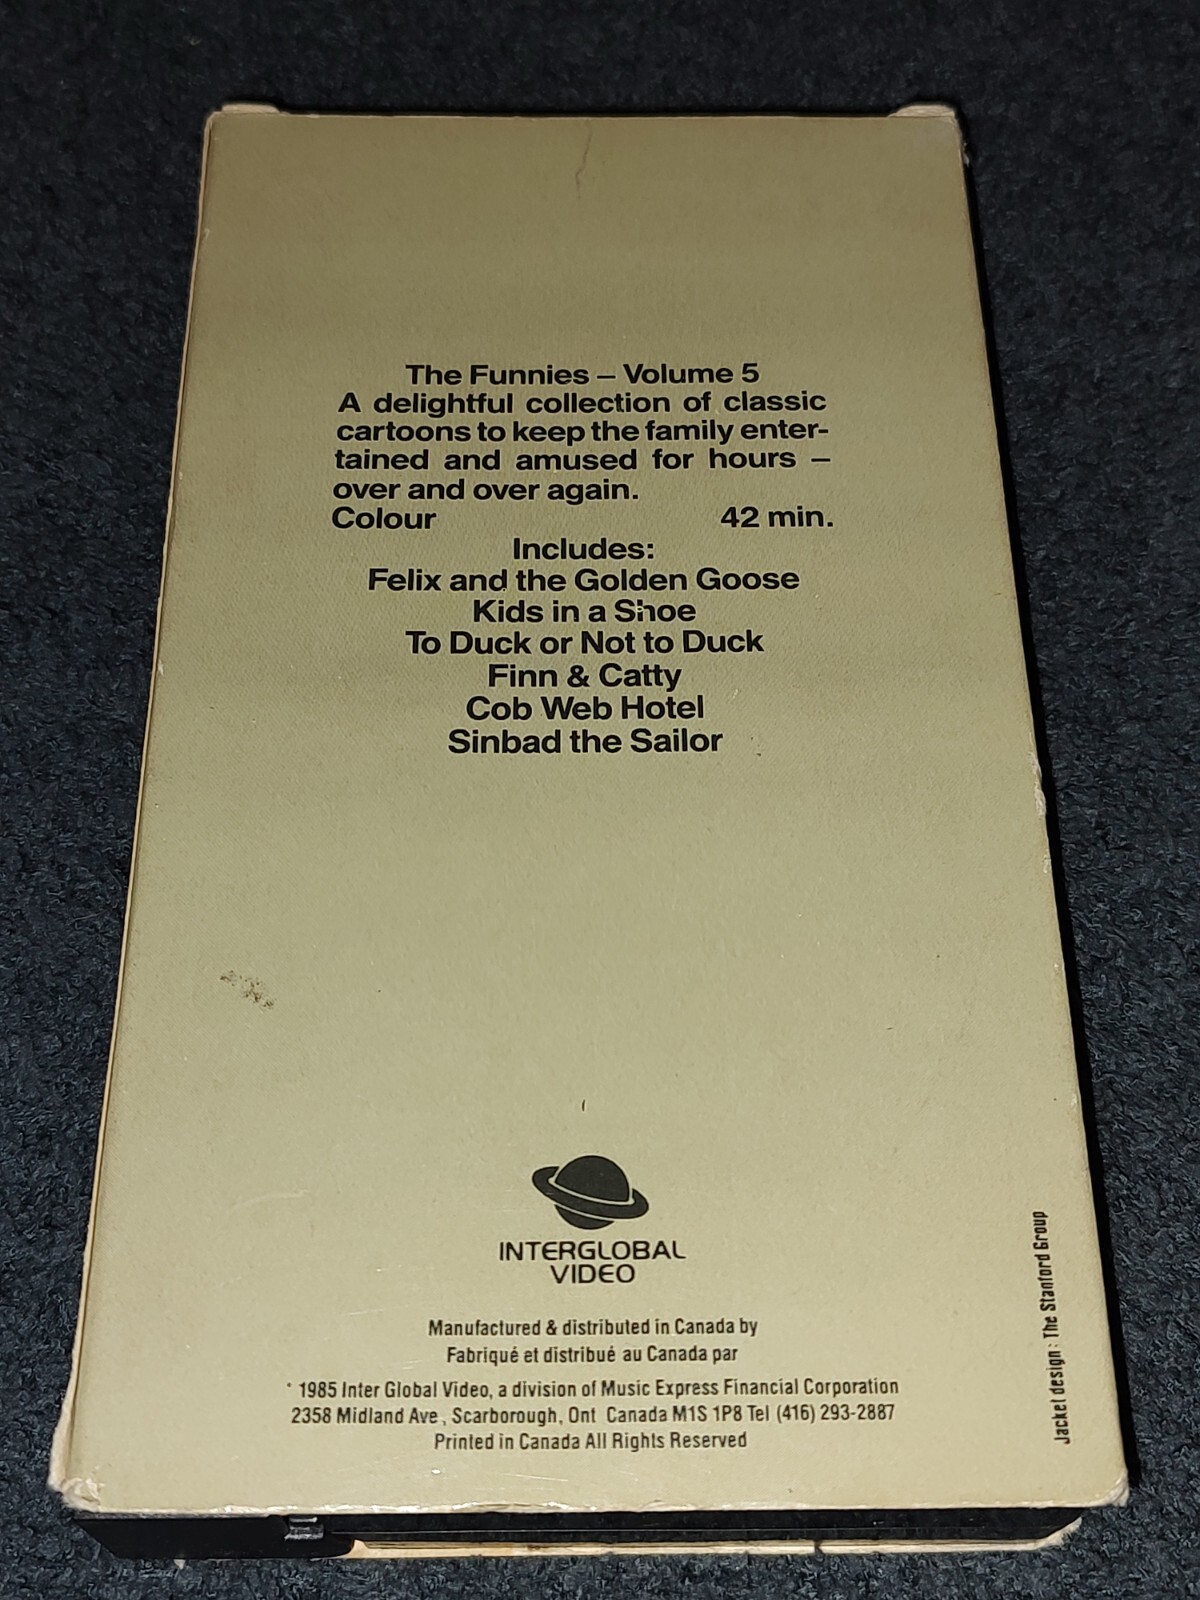 The Funnies – Volume 5
A delightful collection of classic
cartoons to keep the family enter-
tained and amused for hours –
over and over again.
Colour 42 min.
Includes:
Felix and the Golden Goose
Kids in a Shoe
To Duck or Not to Duck
Finn & Catty
Cob Web Hotel
Sinbad the Sailor
INTERGLOBAL
VIDEO
Manufactured & distributed in Canada by
Fabriqué et distribué au Canada par
* 1985 Inter Global Video, a division of Music Express Financial Corporation
2358 Midland Ave, Scarborough, Ont Canada M1S 1P8 Tel (416) 293-2887
Printed in Canada All Rights Reserved
Jacket design: The Stanford Group